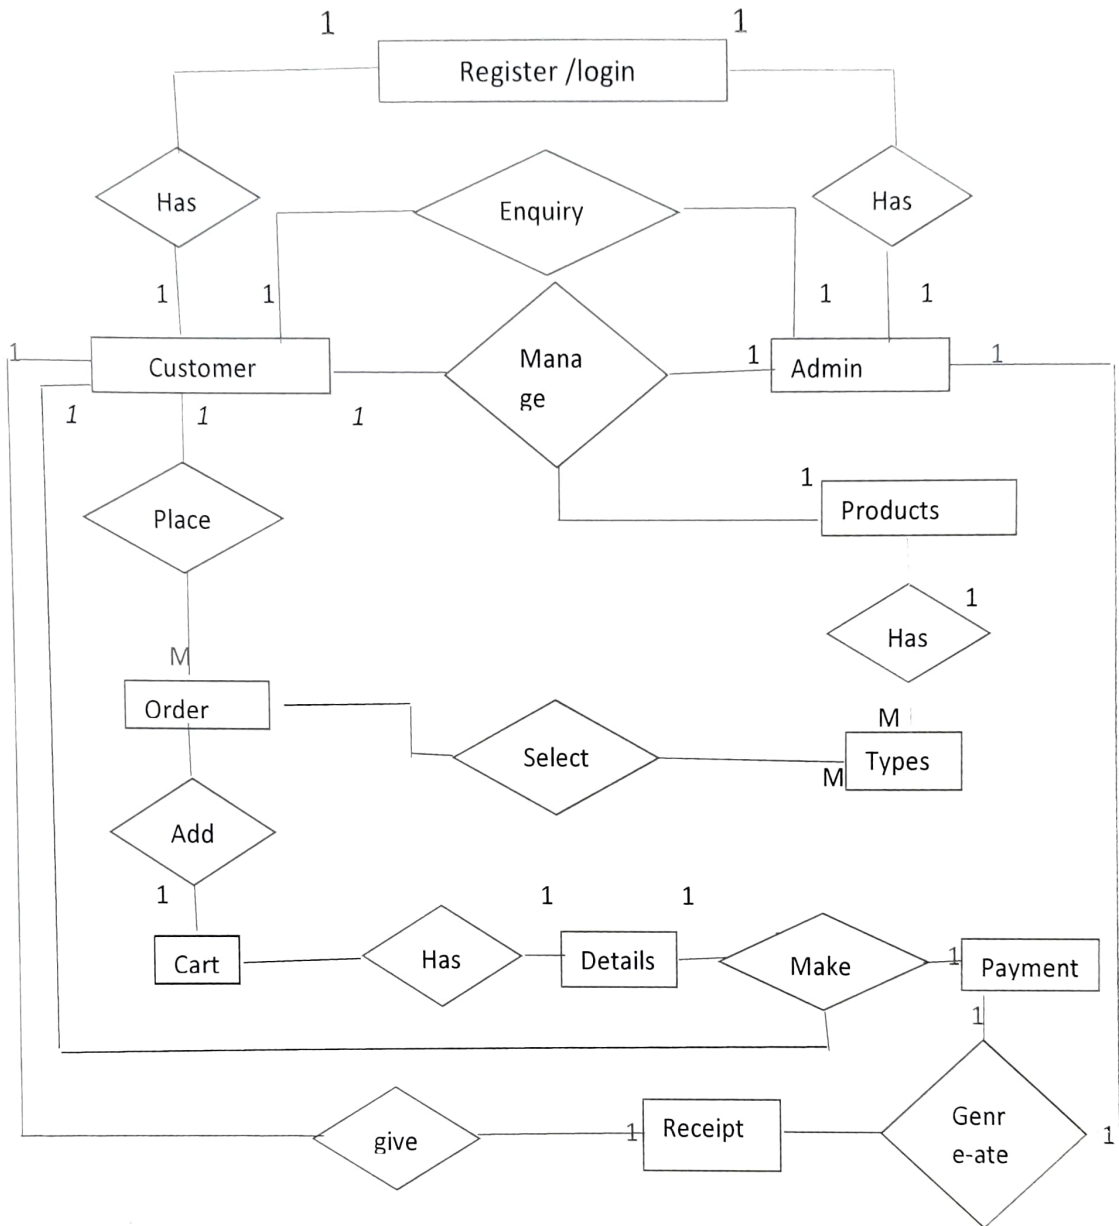 1 1
Register /login
Has
Enquiry
Has
1 1 1 1
1
Customer
Mana
ge
1
Admin
1
1 1 1
Place
1
Products
1
Has
M
Order
M
Select
Types
M
Add
1 1 1
Cart
Has
Details
Make
1
Payment
1
give
1
Receipt
Genr
e-ate
1